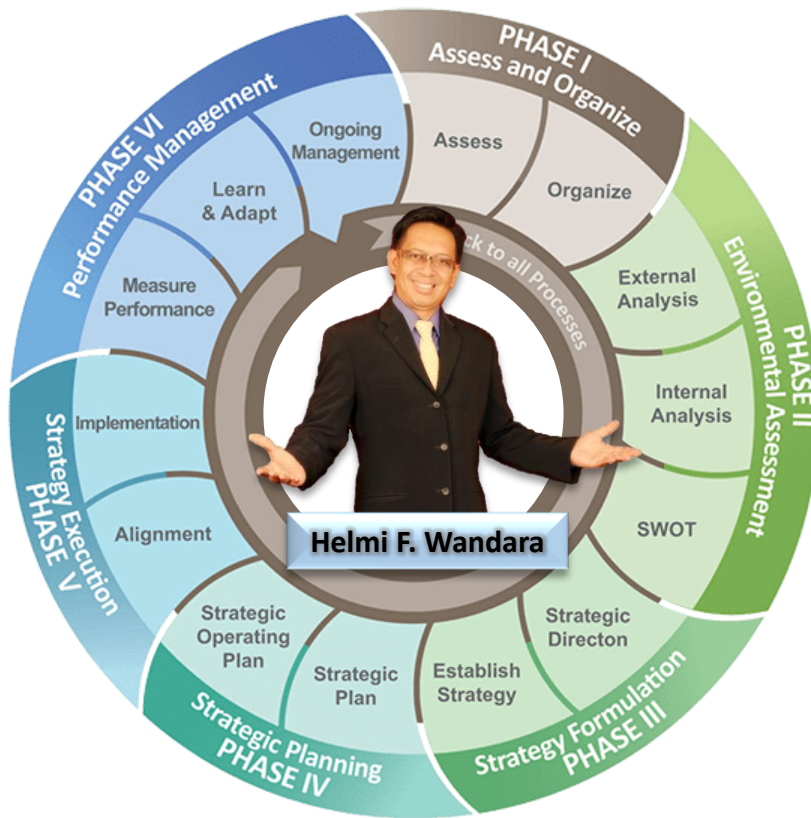 PHASE I
Assess and Organize
Assess
Organize
PHASE II
Environmental Assessment
External
Analysis
Internal
Analysis
SWOT
PHASE III
Strategy Formulation
Strategic
Directon
Establish
Strategy
PHASE IV
Strategic Planning
Strategic
Plan
Strategic
Operating
Plan
PHASE V
Strategy Execution
Alignment
Implementation
PHASE VI
Performance Management
Measure
Performance
Learn
& Adapt
Ongoing
Management
to all Processes
Helmi F. Wandara